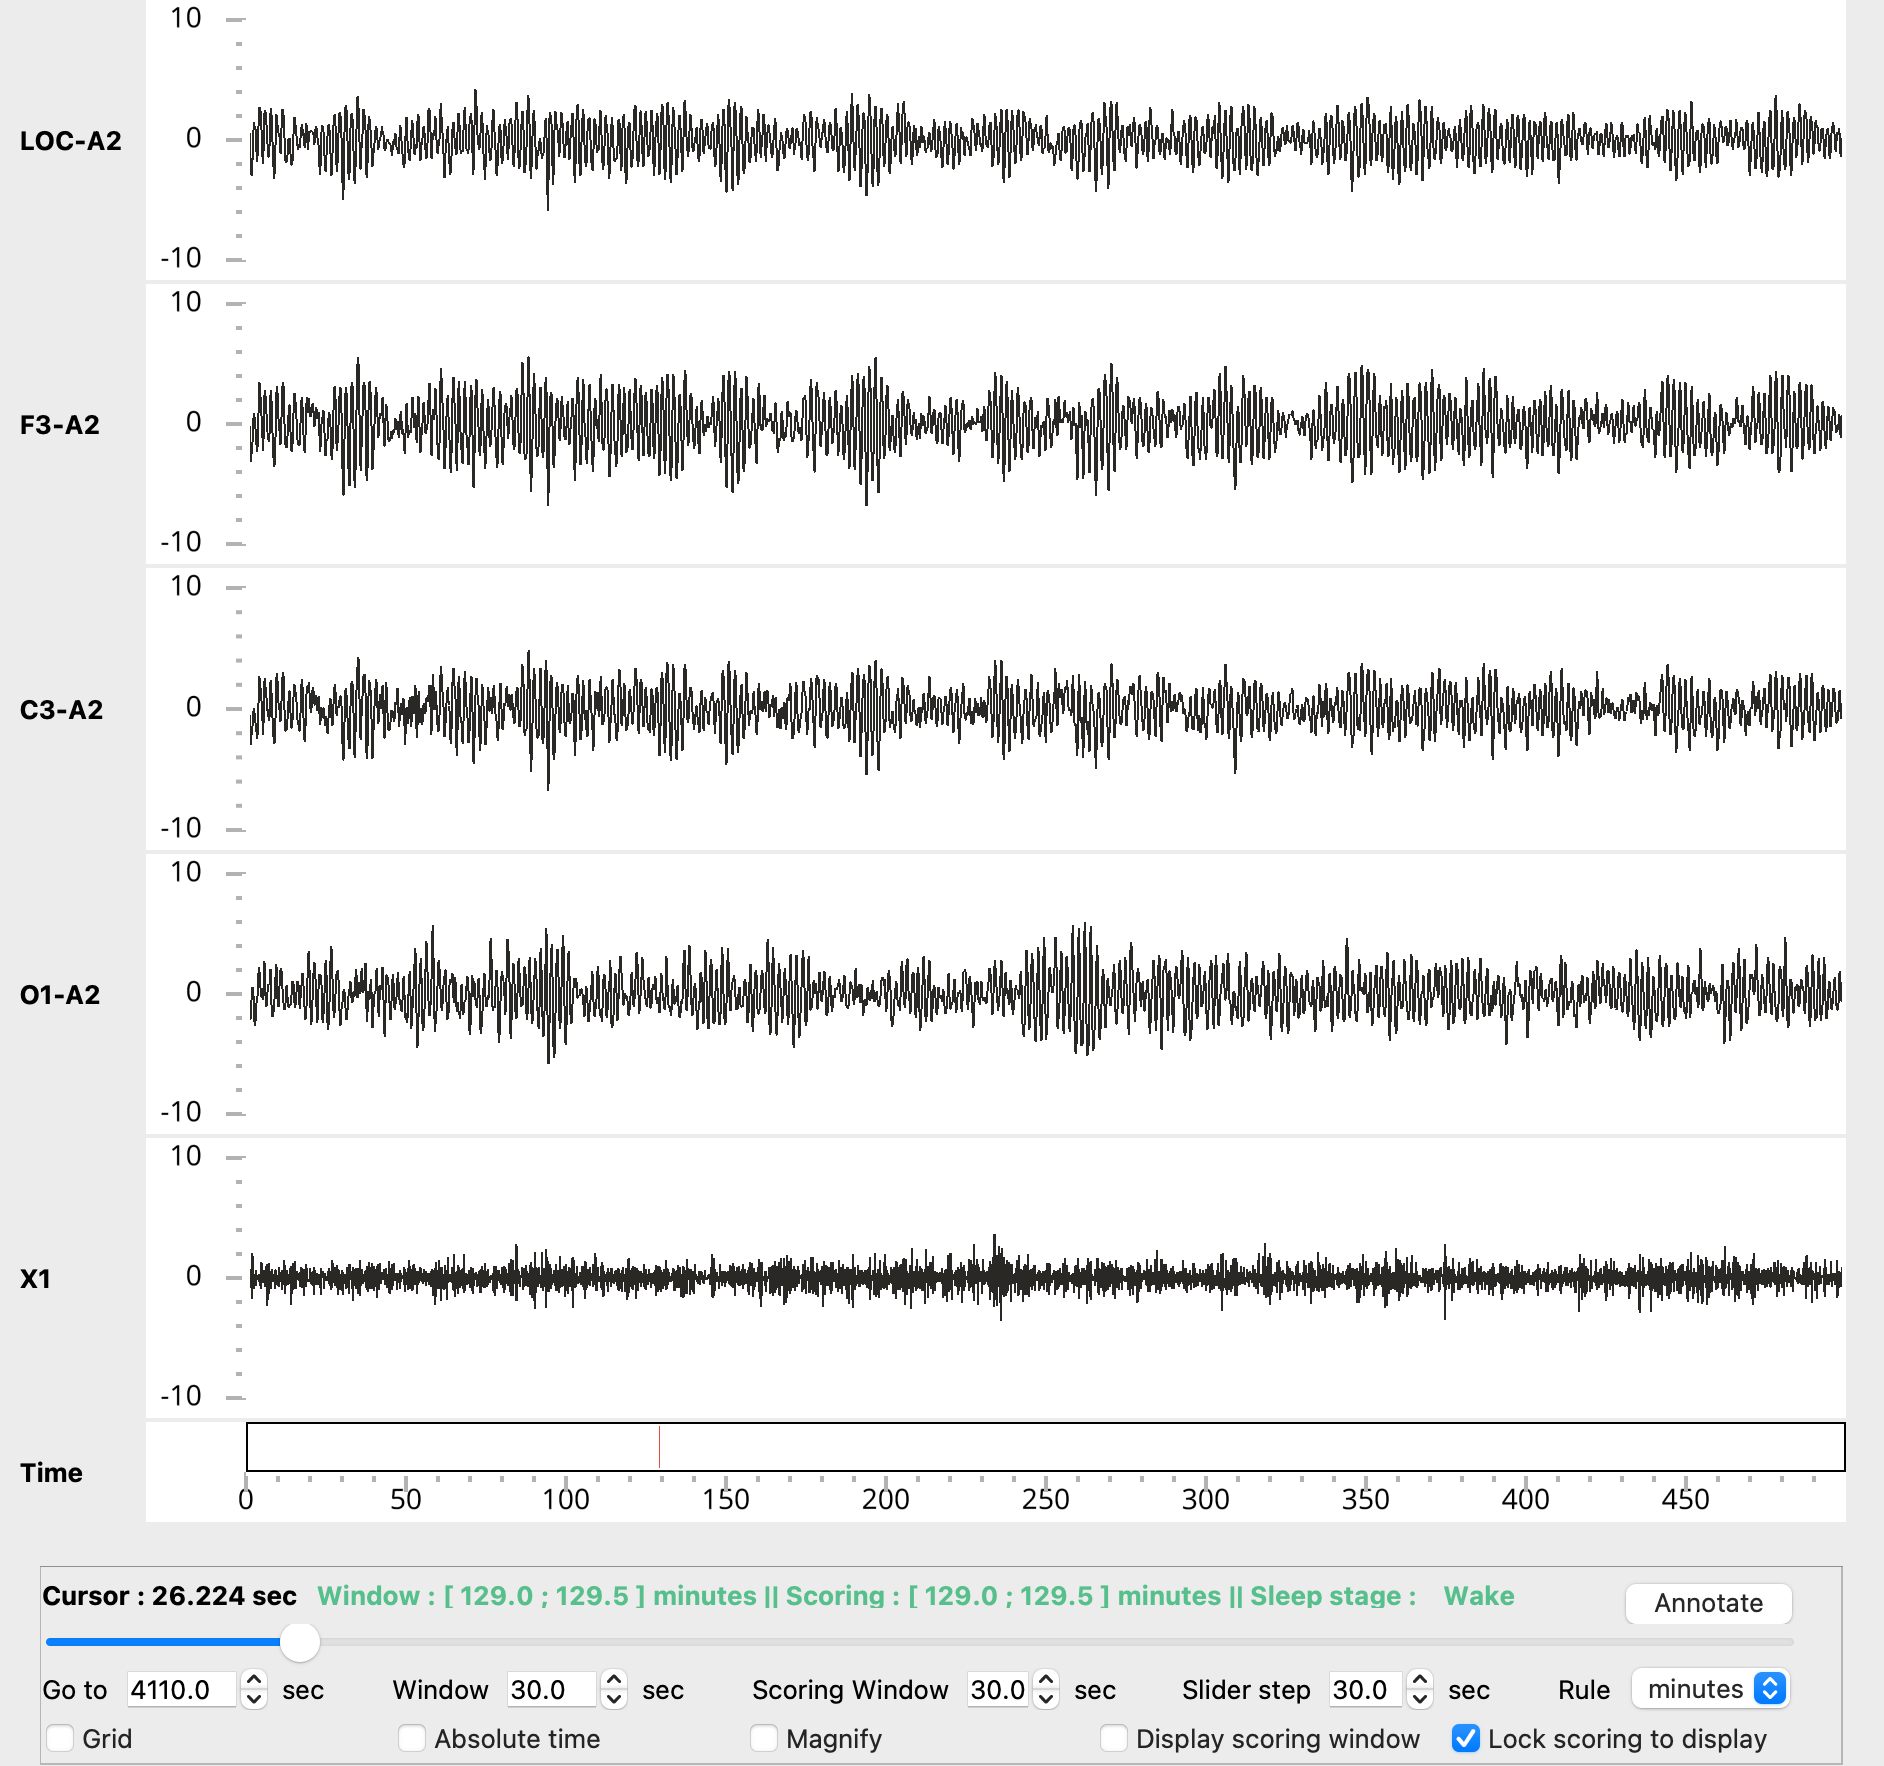 10
LOC-A2
0
-10
10
F3-A2
0
-10
10
C3-A2
0
-10
10
O1-A2
0
-10
10
X1
0
-10
Time
0 50 100 150 200 250 300 350 400 450
Cursor : 26.224 sec Window : [ 129.0 ; 129.5 ] minutes || Scoring : [ 129.0 ; 129.5 ] minutes || Sleep stage : Wake Annotate
Go to 4110.0 sec Window 30.0 sec Scoring Window 30.0 sec Slider step 30.0 sec Rule minutes
Grid Absolute time Magnify Display scoring window Lock scoring to display